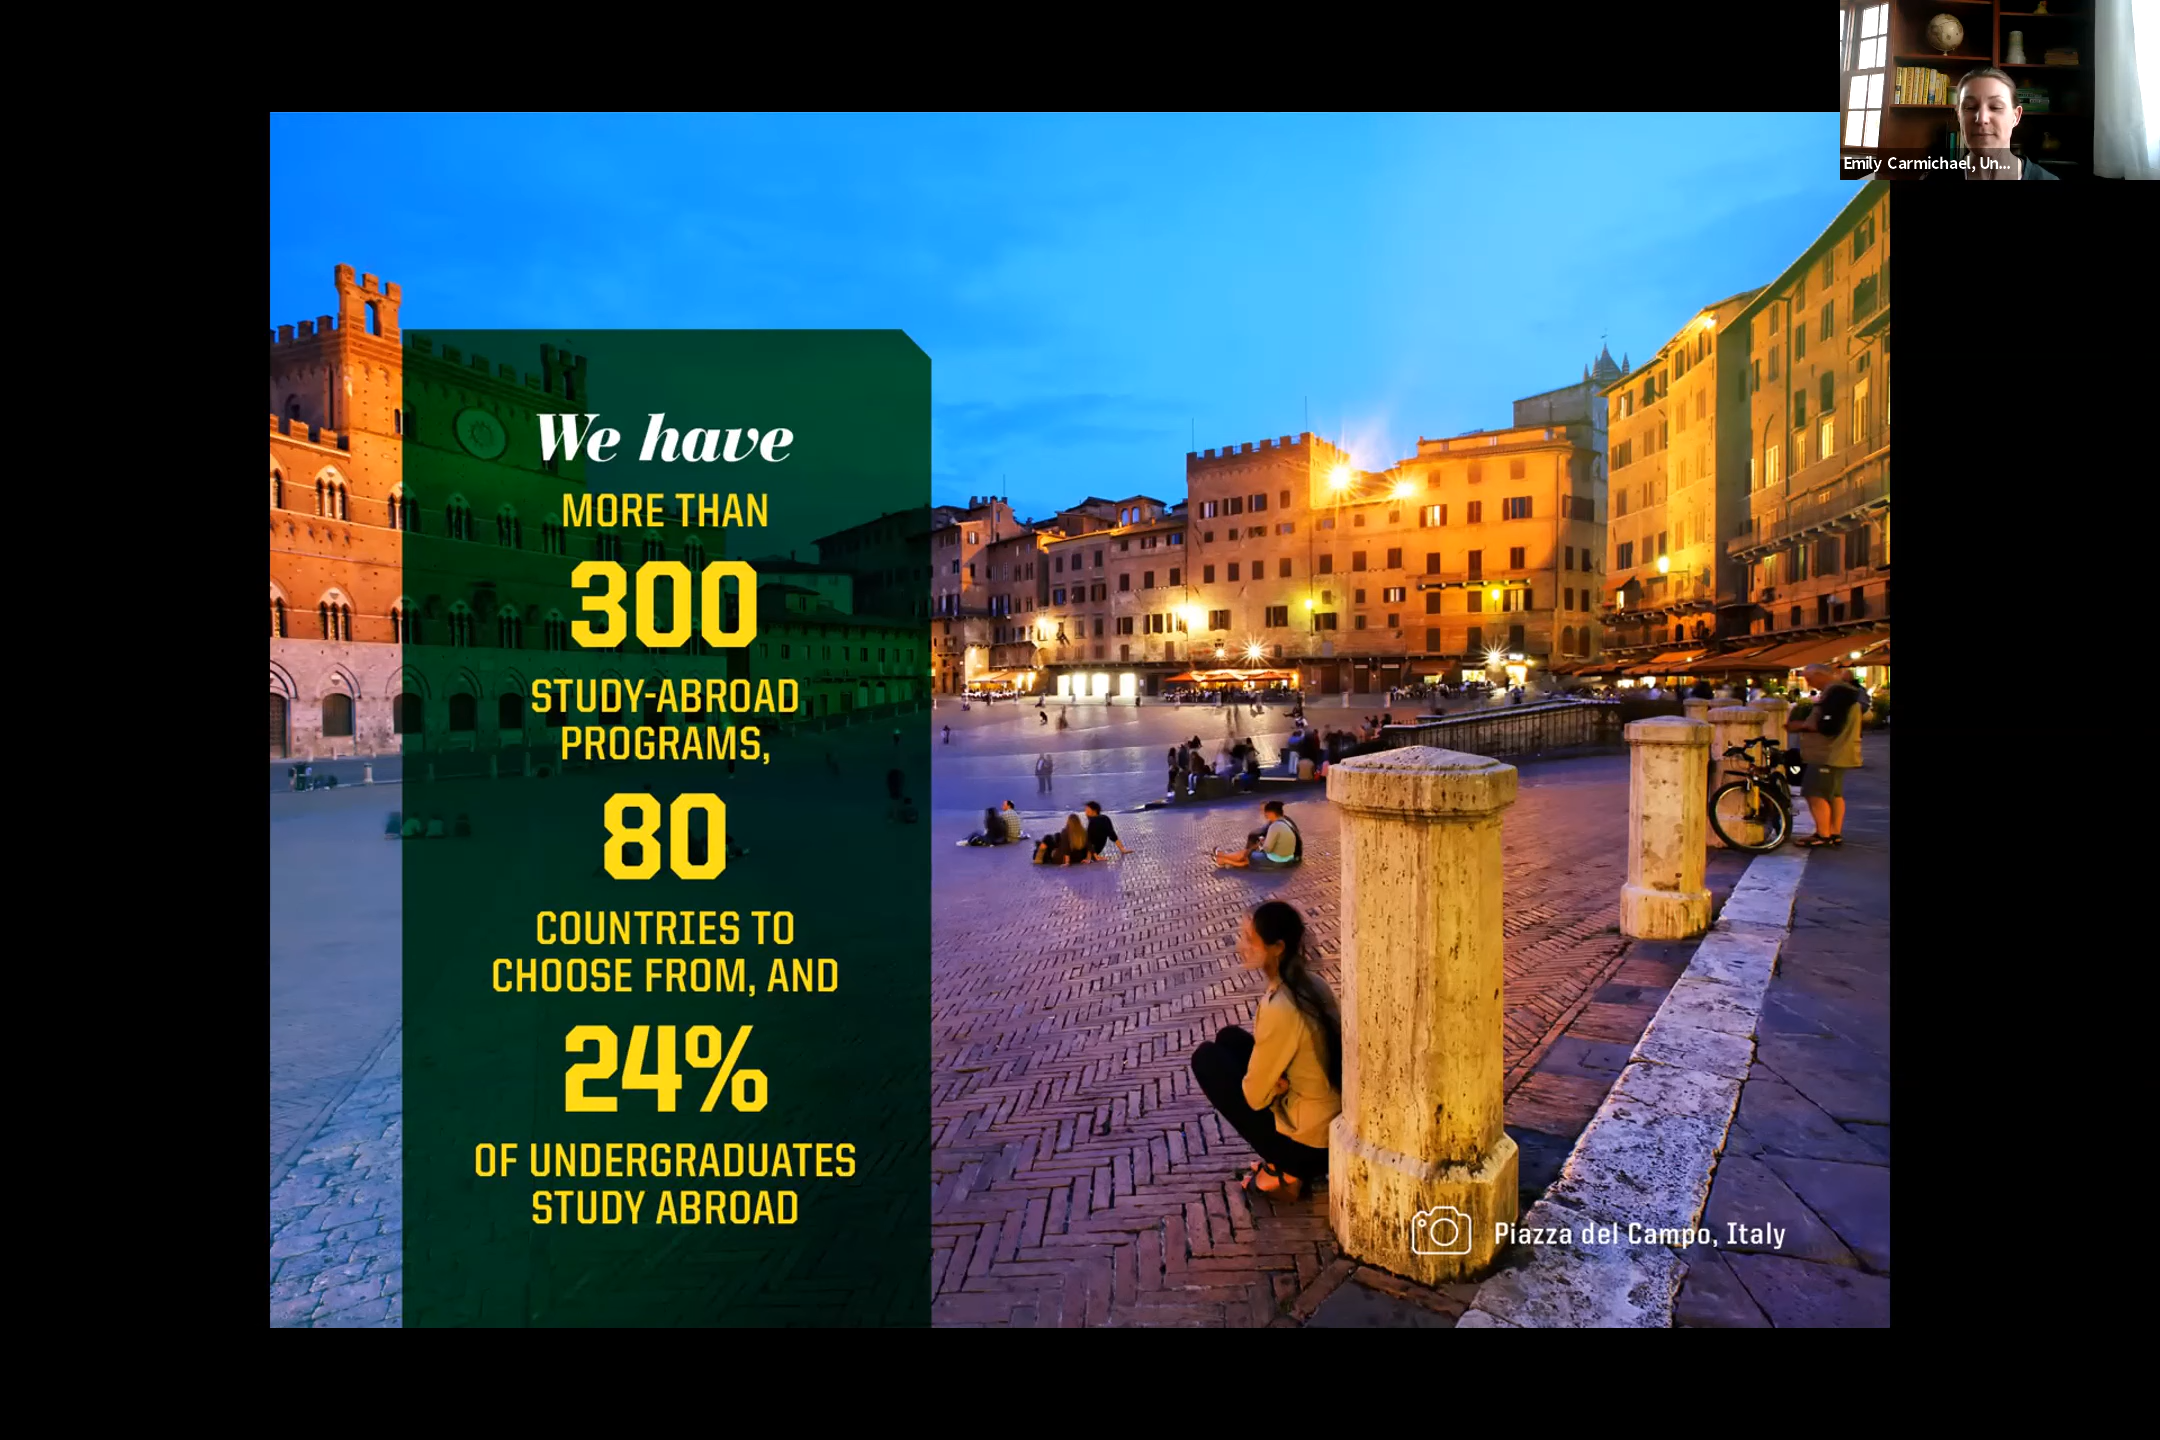 Emily Carmichael, Un...
We have
MORE THAN
300
STUDY-ABROAD
PROGRAMS,
80
COUNTRIES TO
CHOOSE FROM, AND
24%
OF UNDERGRADUATES
STUDY ABROAD
Piazza del Campo, Italy